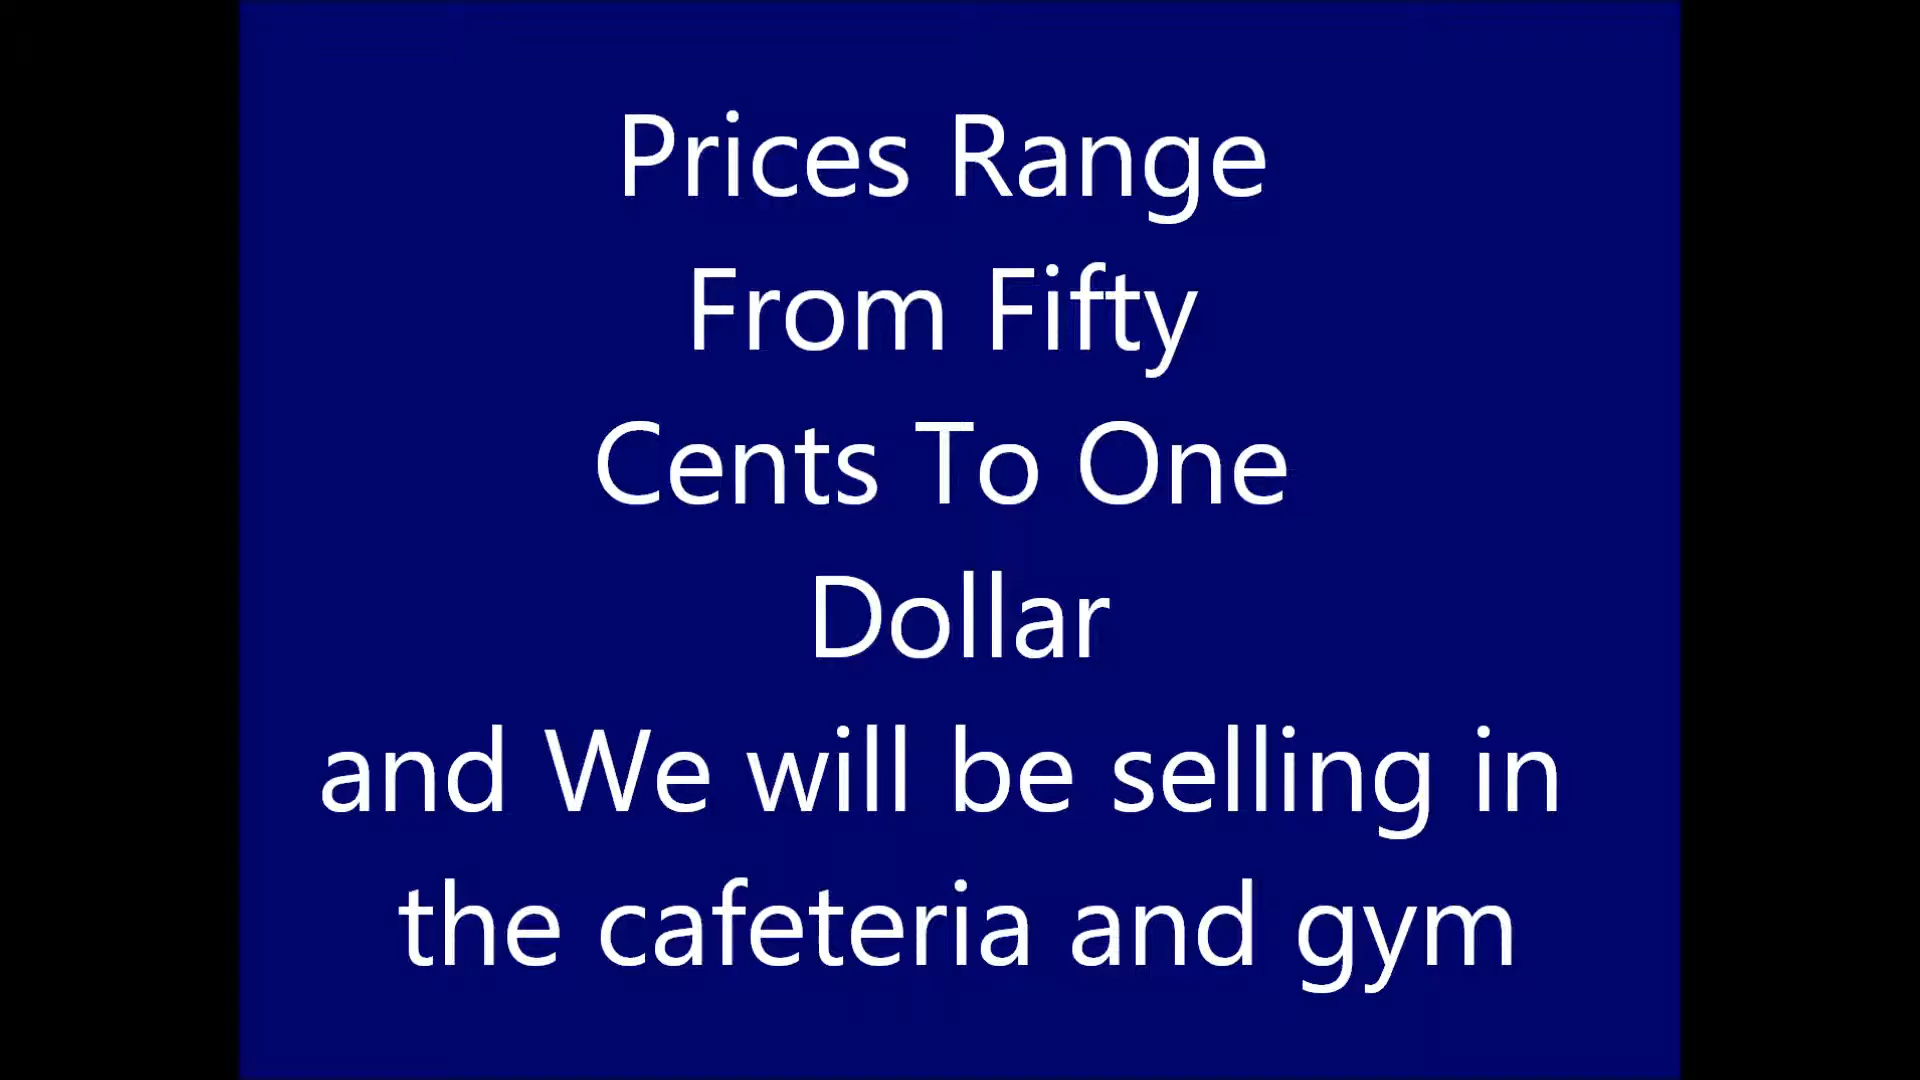 Prices Range
From Fifty
Cents To One
Dollar
and We will be selling in
the cafeteria and gym